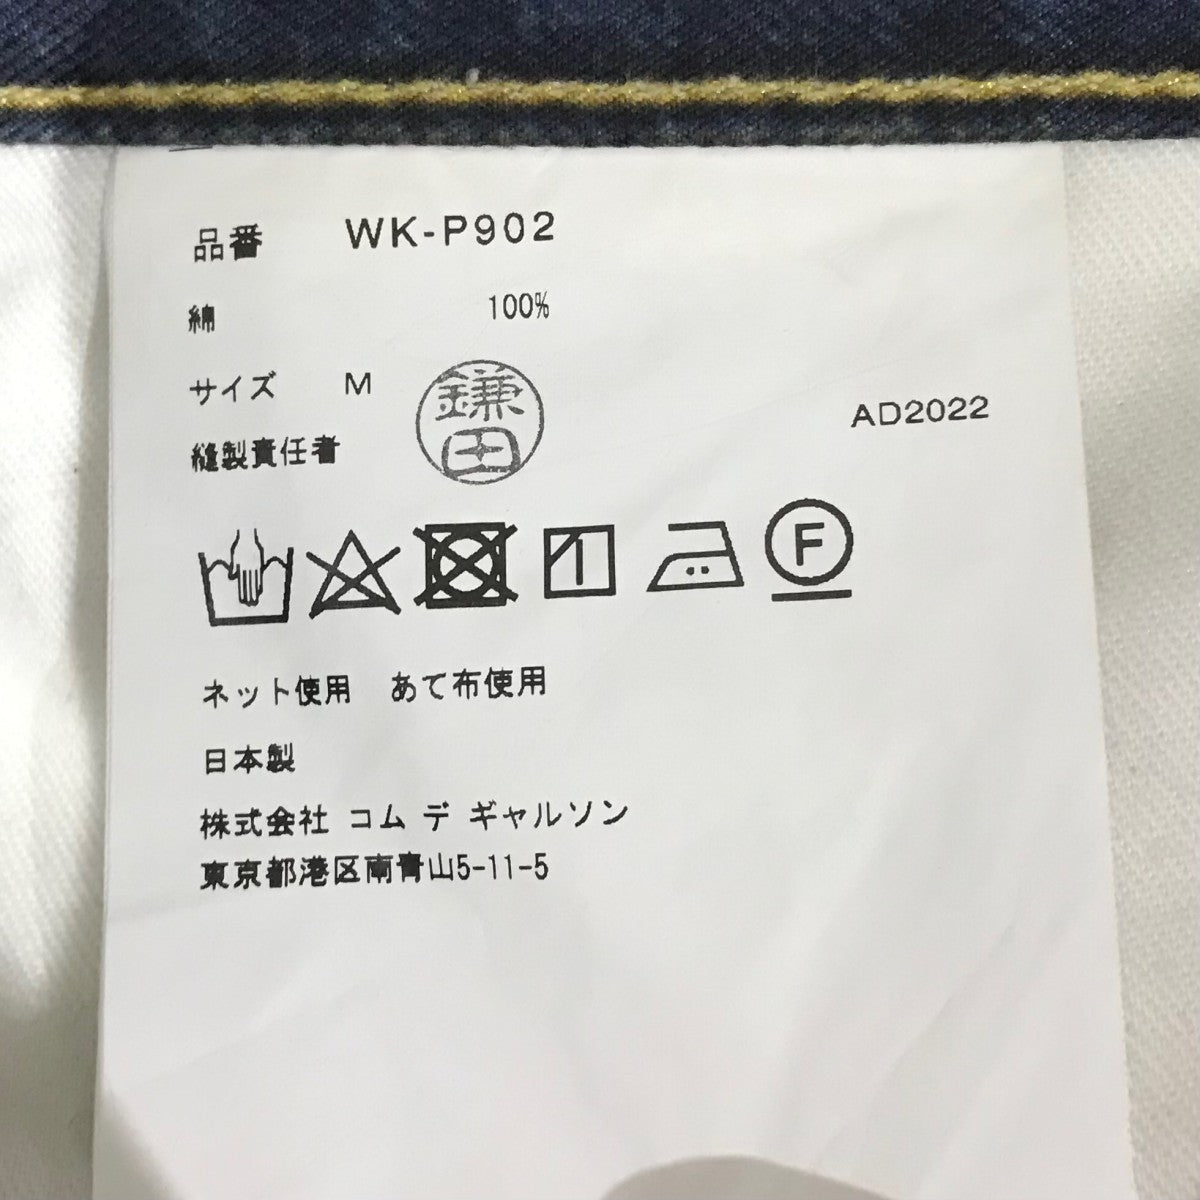 品番 WK-P902
綿 100%
サイズ M
鎌田
AD2022
縫製責任者
F
ネット使用 あて布使用
日本製
株式会社 コム デ ギャルソン
東京都港区南青山5-11-5